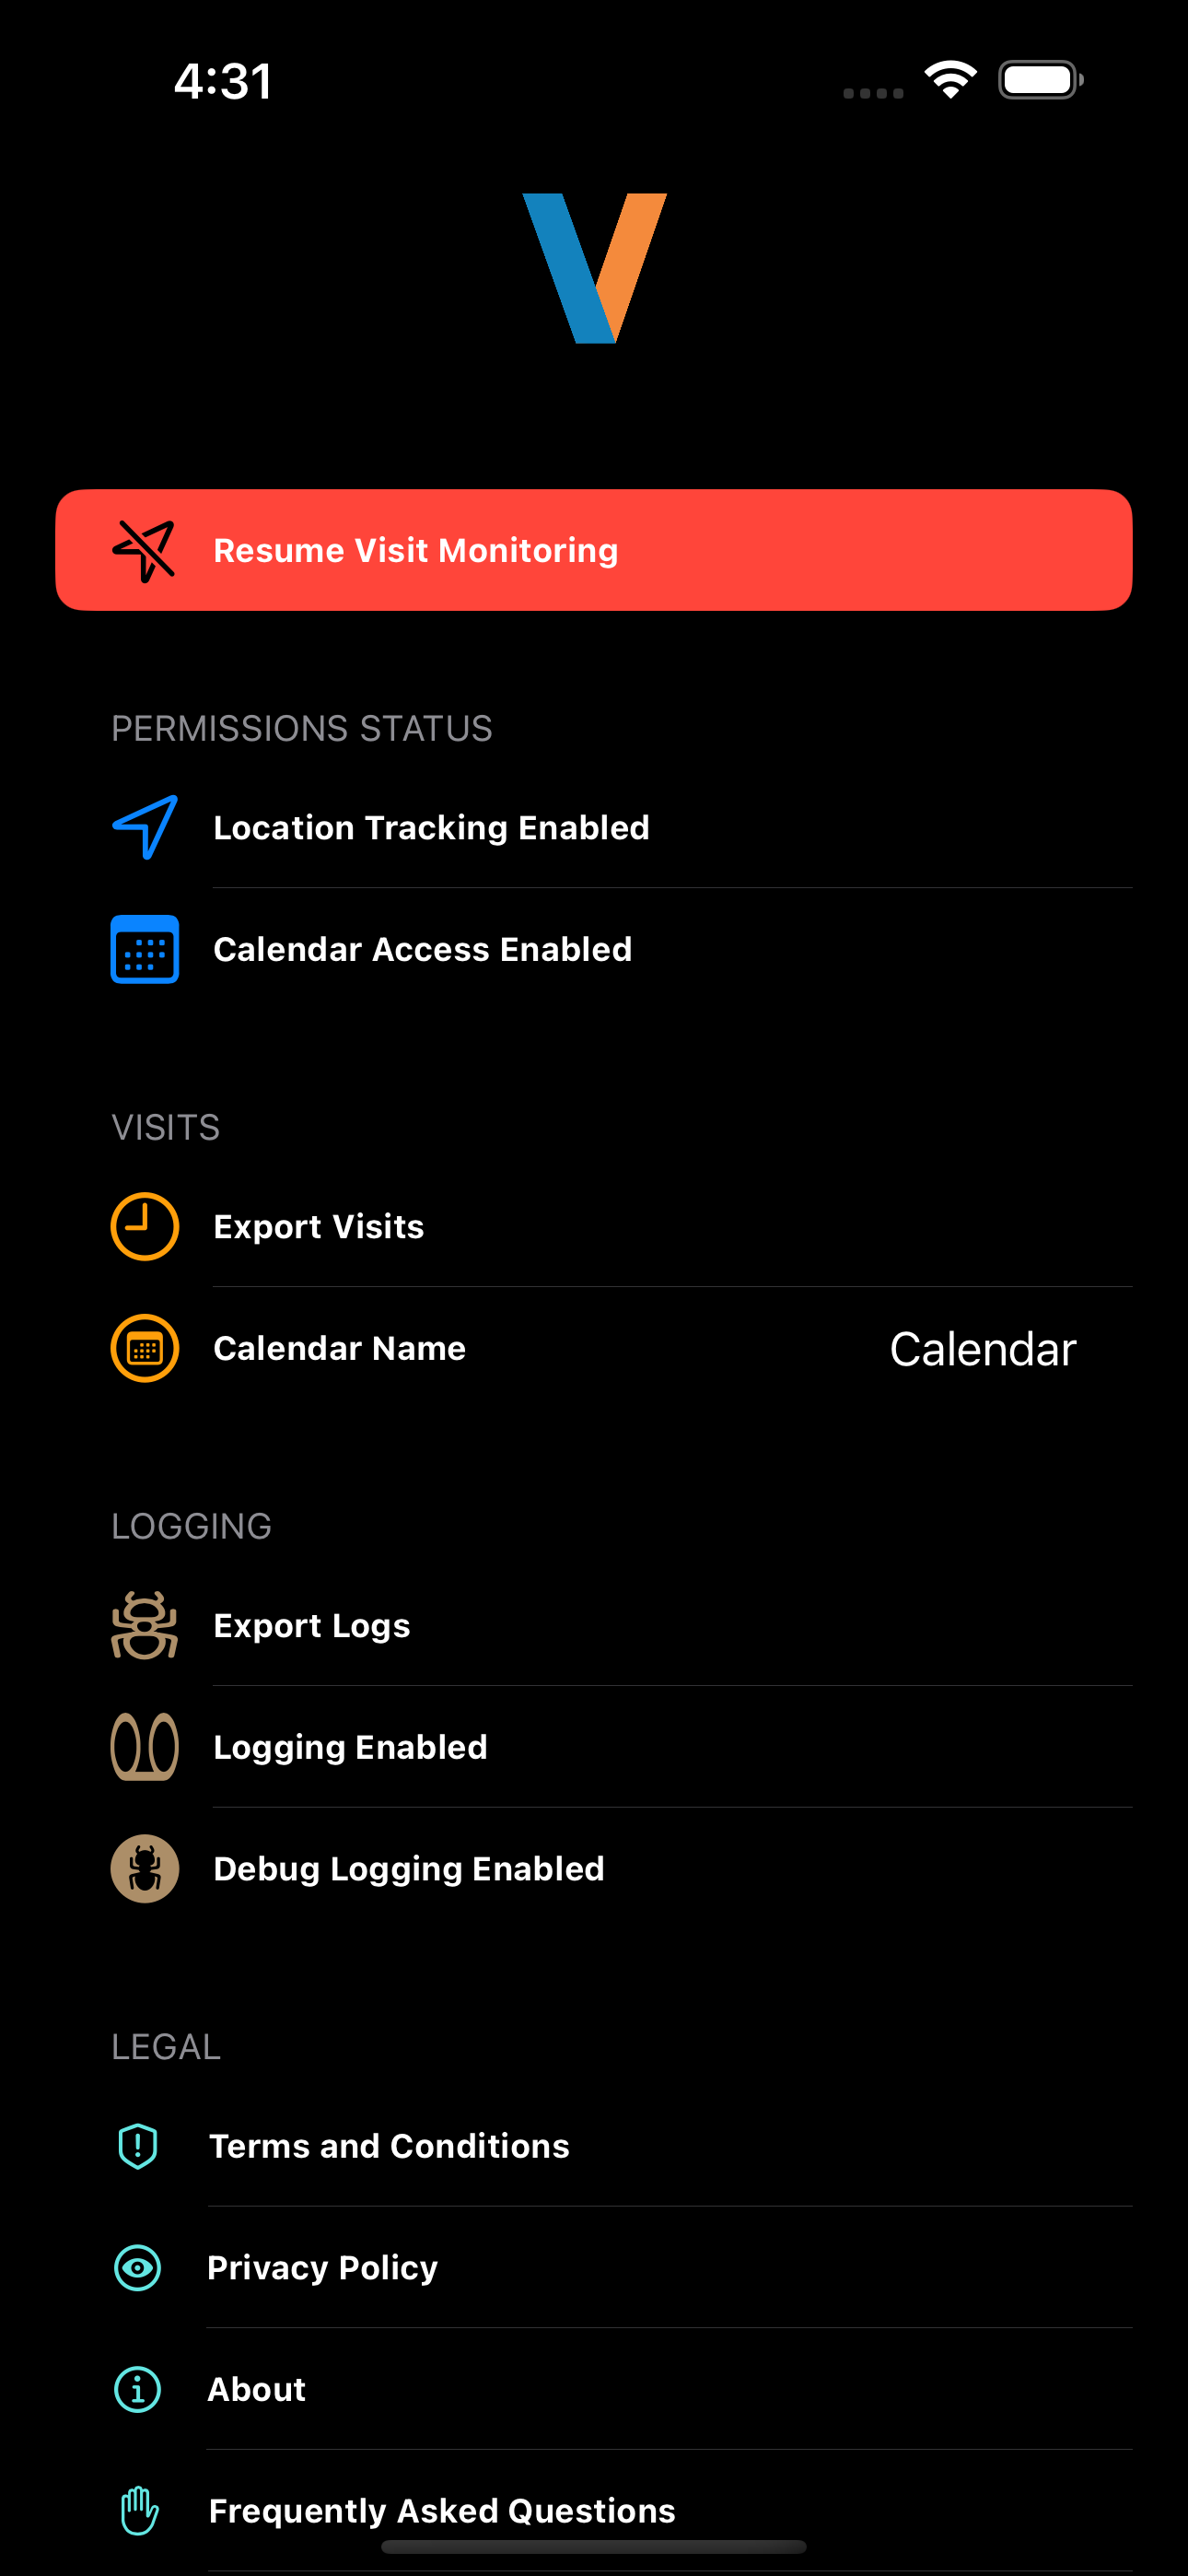 4:31
Resume Visit Monitoring
PERMISSIONS STATUS
Location Tracking Enabled
Calendar Access Enabled
VISITS
Export Visits
Calendar Name
Calendar
LOGGING
Export Logs
Logging Enabled
Debug Logging Enabled
LEGAL
Terms and Conditions
Privacy Policy
About
Frequently Asked Questions